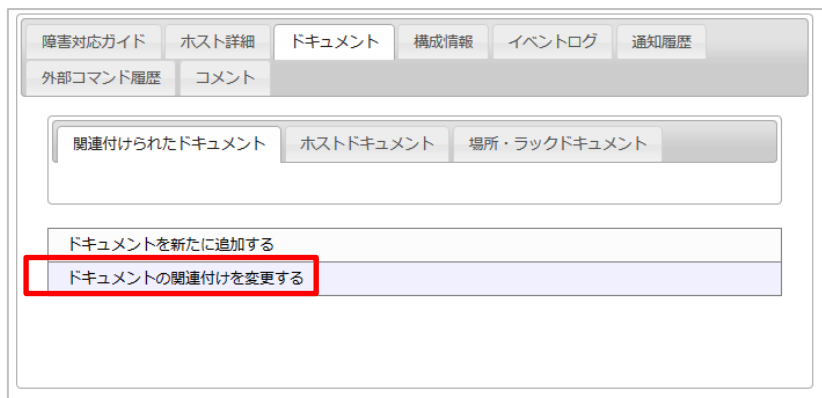 障害対応ガイド ホスト詳細 ドキュメント 構成情報 イベントログ 通知履歴
外部コマンド履歴 コメント
関連付けられたドキュメント ホストドキュメント 場所・ラックドキュメント
ドキュメントを新たに追加する
ドキュメントの関連付けを変更する